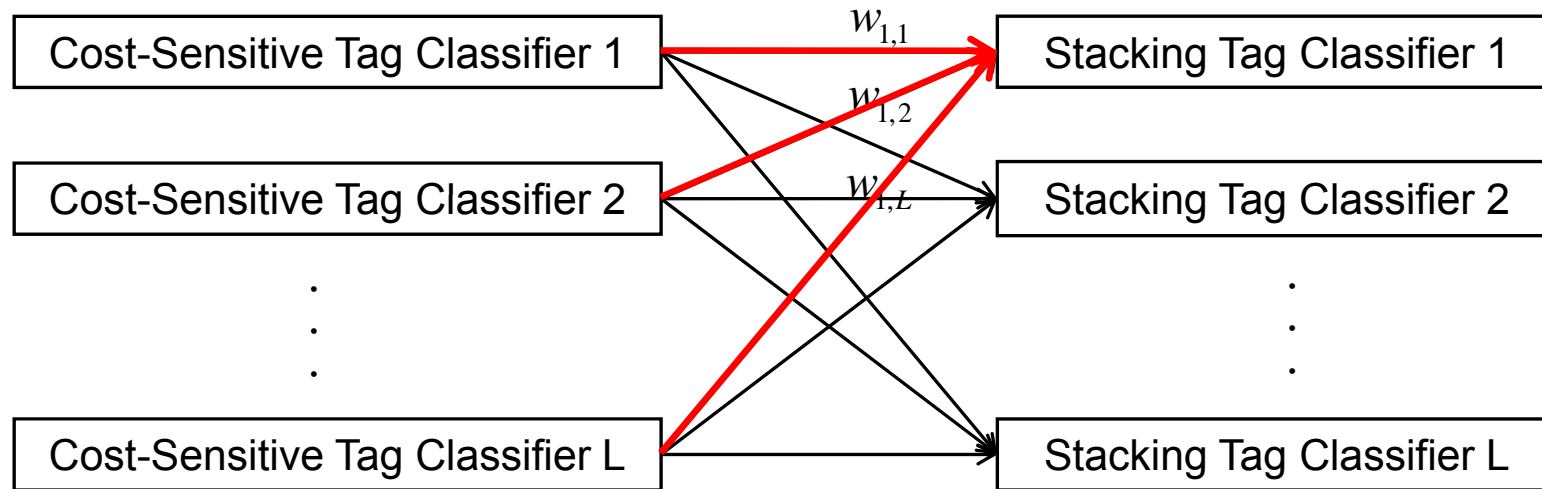 w1,1
Cost-Sensitive Tag Classifier 1
Stacking Tag Classifier 1
w1,2
Cost-Sensitive Tag Classifier 2
w1,L
Stacking Tag Classifier 2
.
.
.
.
.
.
Cost-Sensitive Tag Classifier L
Stacking Tag Classifier L